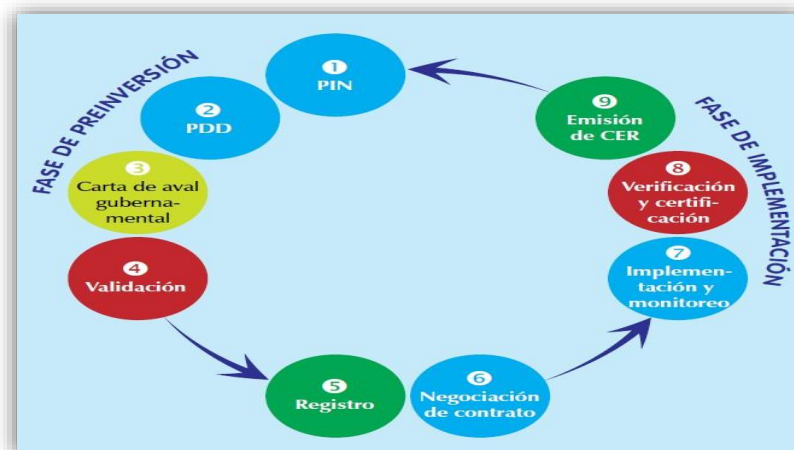 FASE DE PREINVERSIÓN
1
PIN
2
PDD
3
Carta de aval
guberna-
mental
4
Validación
5
Registro
6
Negociación
de contrato
FASE DE IMPLEMENTACIÓN
7
Implemen-
tación y
monitoreo
8
Verificación
y certifi-
cación
9
Emisión
de CER